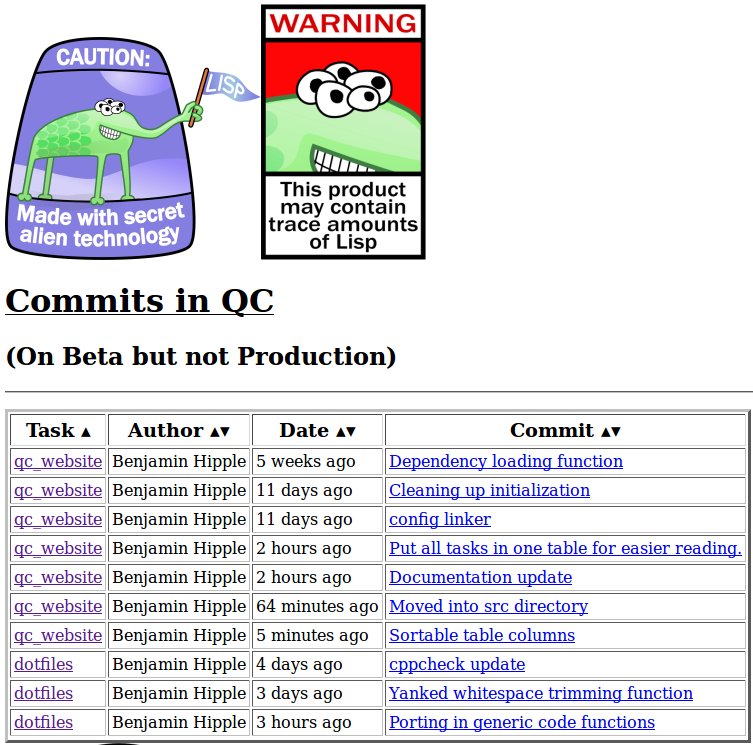 CAUTION:
LISP
Made with secret
alien technology
WARNING
This product
may contain
trace amounts
of Lisp
Commits in QC
(On Beta but not Production)
Task ▲ Author ▲▼ Date ▲▼ Commit ▲▼
qc_website Benjamin Hipple 5 weeks ago Dependency loading function
qc_website Benjamin Hipple 11 days ago Cleaning up initialization
qc_website Benjamin Hipple 11 days ago config linker
qc_website Benjamin Hipple 2 hours ago Put all tasks in one table for easier reading.
qc_website Benjamin Hipple 2 hours ago Documentation update
qc_website Benjamin Hipple 64 minutes ago Moved into src directory
qc_website Benjamin Hipple 5 minutes ago Sortable table columns
dotfiles Benjamin Hipple 4 days ago cppcheck update
dotfiles Benjamin Hipple 3 days ago Yanked whitespace trimming function
dotfiles Benjamin Hipple 3 hours ago Porting in generic code functions